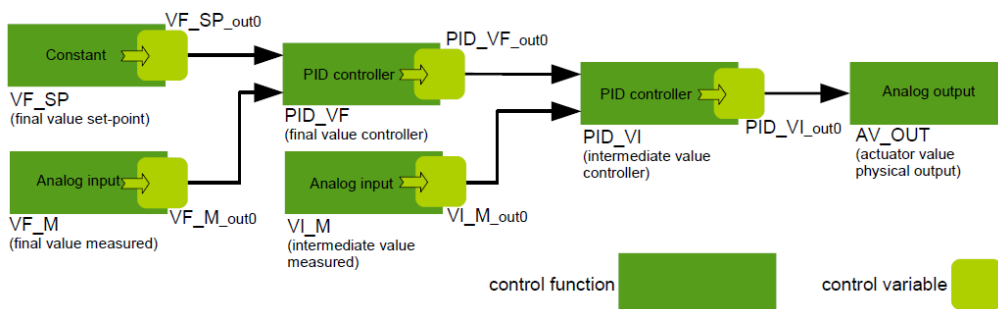 VF_SP_out0
Constant
VF_SP
(final value set-point)
PID_VF_out0
PID controller
PID_VF
(final value controller)
PID controller
PID_VI_out0
PID_VI
(intermediate value
controller)
Analog output
AV_OUT
(actuator value
physical output)
Analog input
VF_M_out0
VF_M
(final value measured)
Analog input
VI_M_out0
VI_M
(intermediate value
measured)
control function
control variable